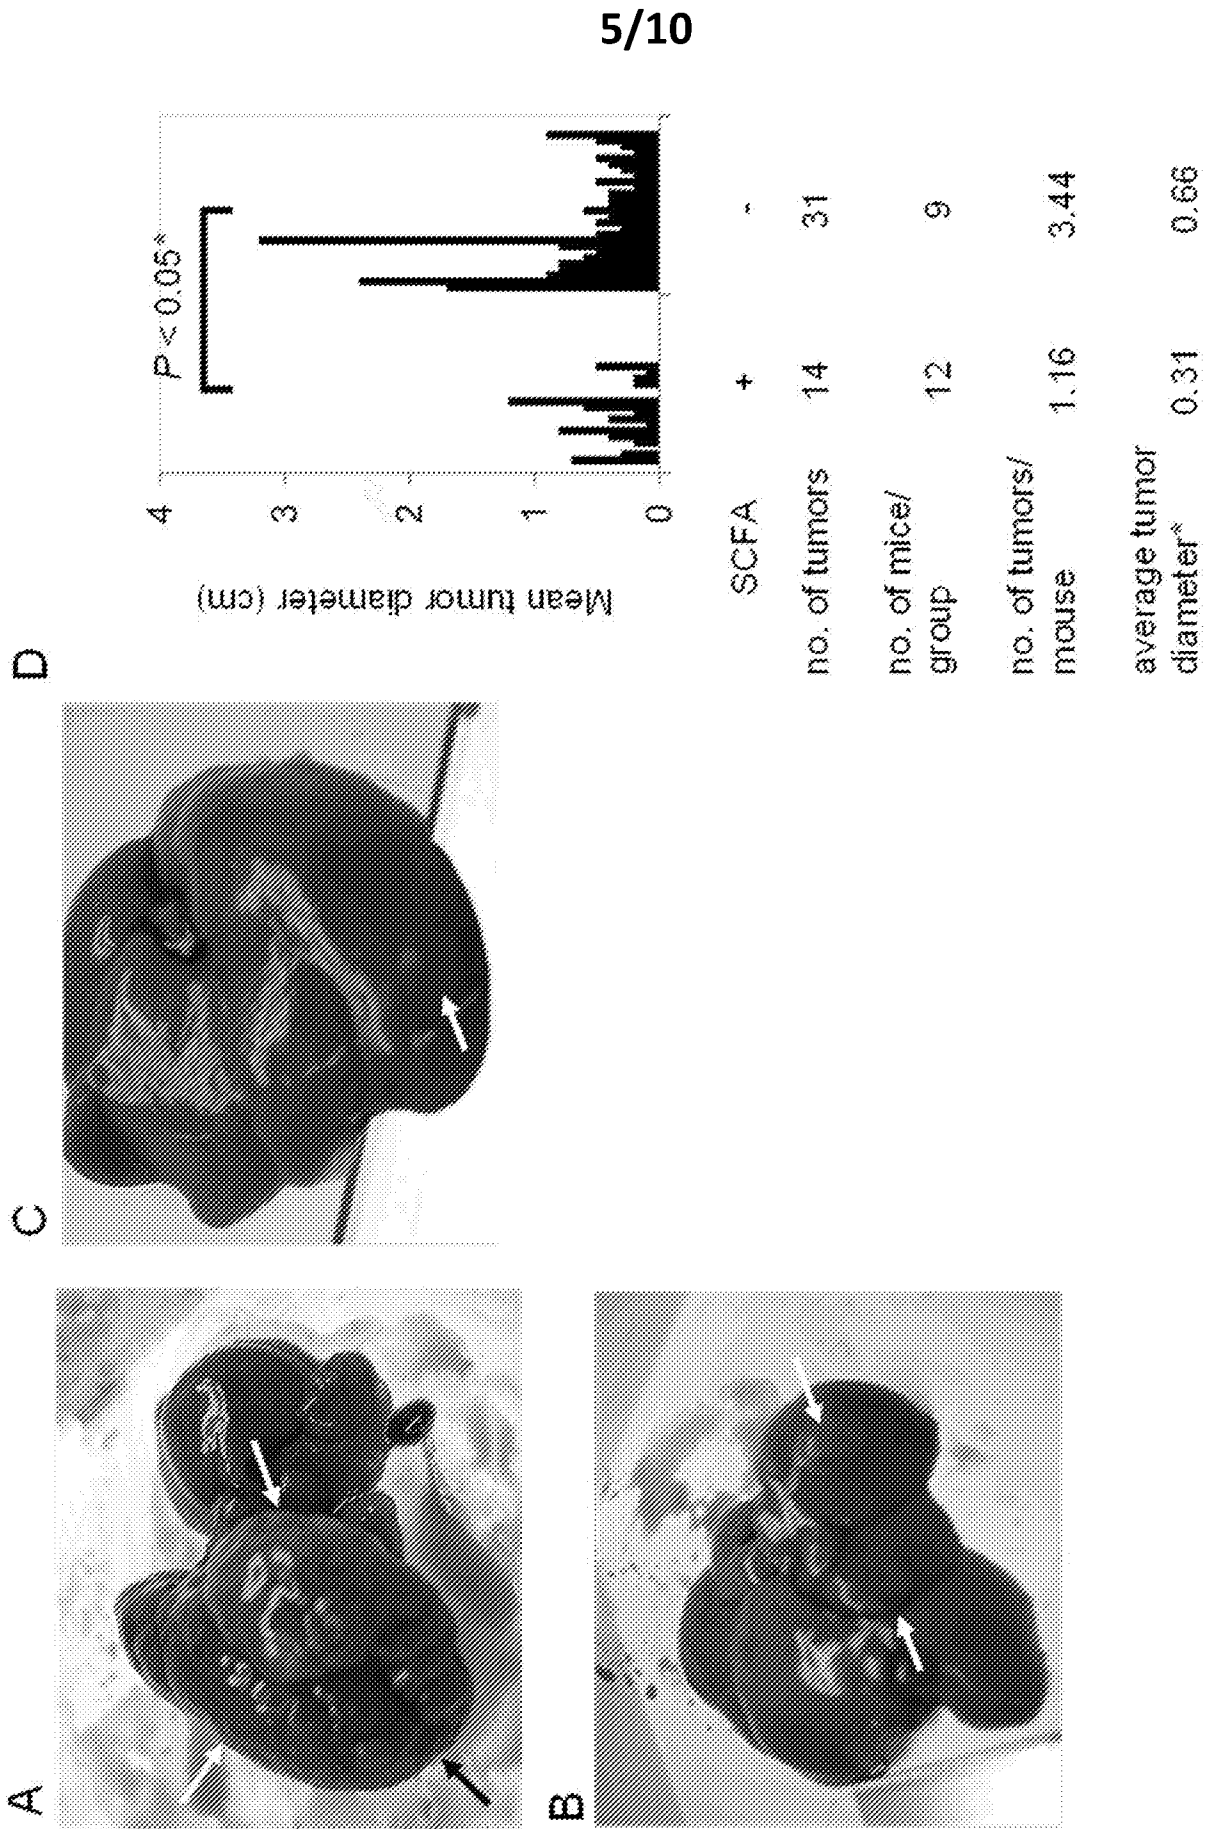 5/10
A
B
C
D
P < 0.05*
4
3
2
1
0
Mean tumor diameter (cm)
SCFA + -
no. of tumors 14 31
no. of mice/
group 12 9
no. of tumors/
mouse 1.16 3.44
average tumor
diameter* 0.31 0.66